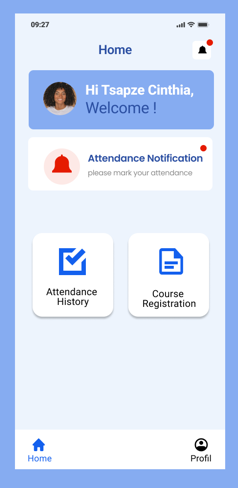 09:27
Home
Hi Tsapze Cinthia,
Welcome !
Attendance Notification
please mark your attendance
Attendance
History
Course
Registration
Home
Profil